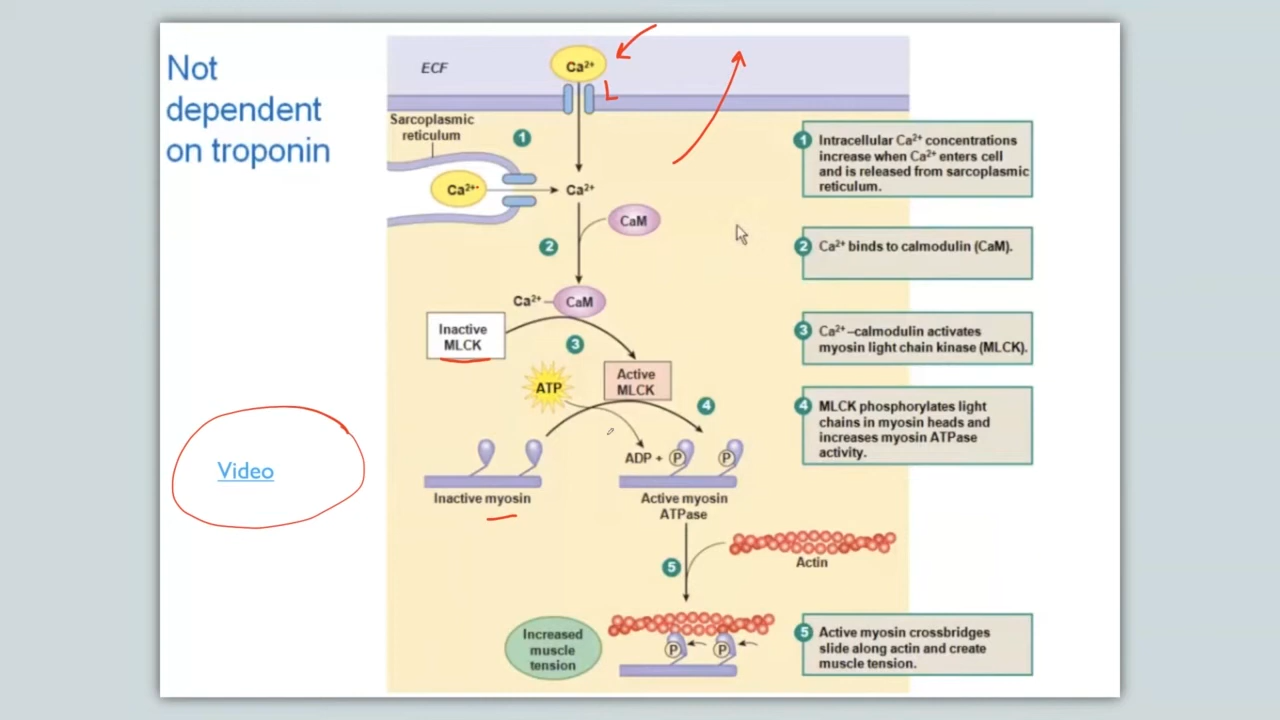 Not
dependent
on troponin
ECF
Ca²⁺
L
Sarcoplasmic
reticulum
1
Ca²⁺
Ca²⁺
CaM
2
Ca²⁺
CaM
Inactive
MLCK
3
ATP
Active
MLCK
4
ADP + P
P
Inactive myosin
Active myosin
ATPase
Actin
5
Increased
muscle
tension
P
P
Video
1 Intracellular Ca²⁺ concentrations
increase when Ca²⁺ enters cell
and is released from sarcoplasmic
reticulum.
2 Ca²⁺ binds to calmodulin (CaM).
3 Ca²⁺–calmodulin activates
myosin light chain kinase (MLCK).
4 MLCK phosphorylates light
chains in myosin heads and
increases myosin ATPase
activity.
5 Active myosin crossbridges
slide along actin and create
muscle tension.